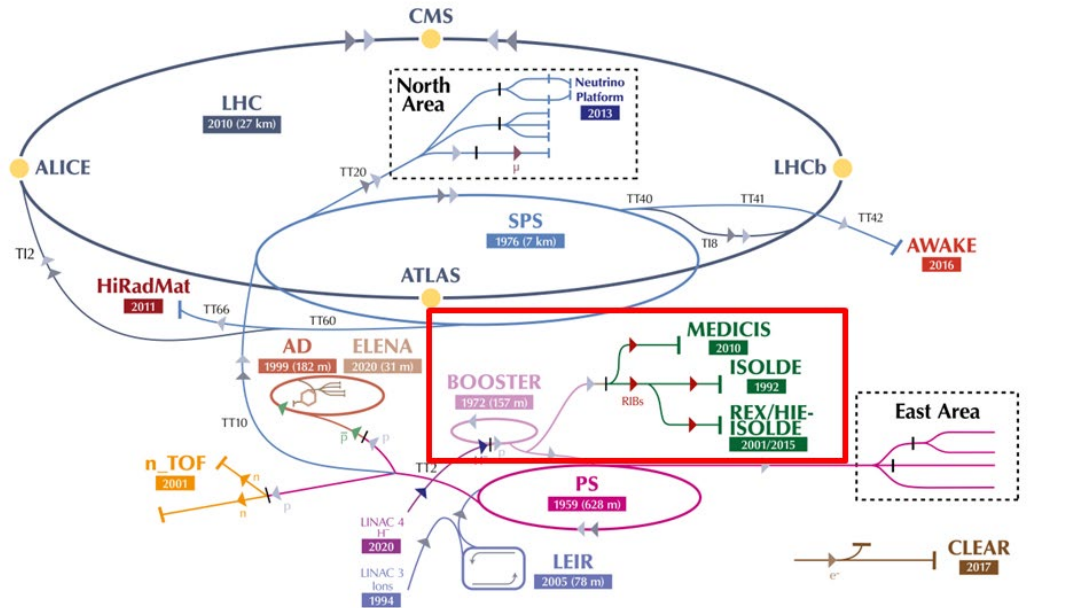 CMS
North
Area
Neutrino
Platform
2013
LHC
2010 (27 km)
μ
ALICE
LHCb
TT20
TT40
TT41
TT42
SPS
1976 (7 km)
TI8
TI2
AWAKE
2016
ATLAS
HiRadMat
2011
TT66
TT60
MEDICIS
2010
AD
1999 (182 m)
ELENA
2020 (31 m)
ISOLDE
1992
BOOSTER
1972 (157 m)
RIBs
REX/HIE-
ISOLDE
2001/2015
East Area
TT10
p̅
p
p
n_TOF
2001
n
n
p
TT2
PS
1959 (628 m)
LINAC 4
H⁻
2020
LINAC 3
Ions
1994
LEIR
2005 (78 m)
CLEAR
2017
e⁻